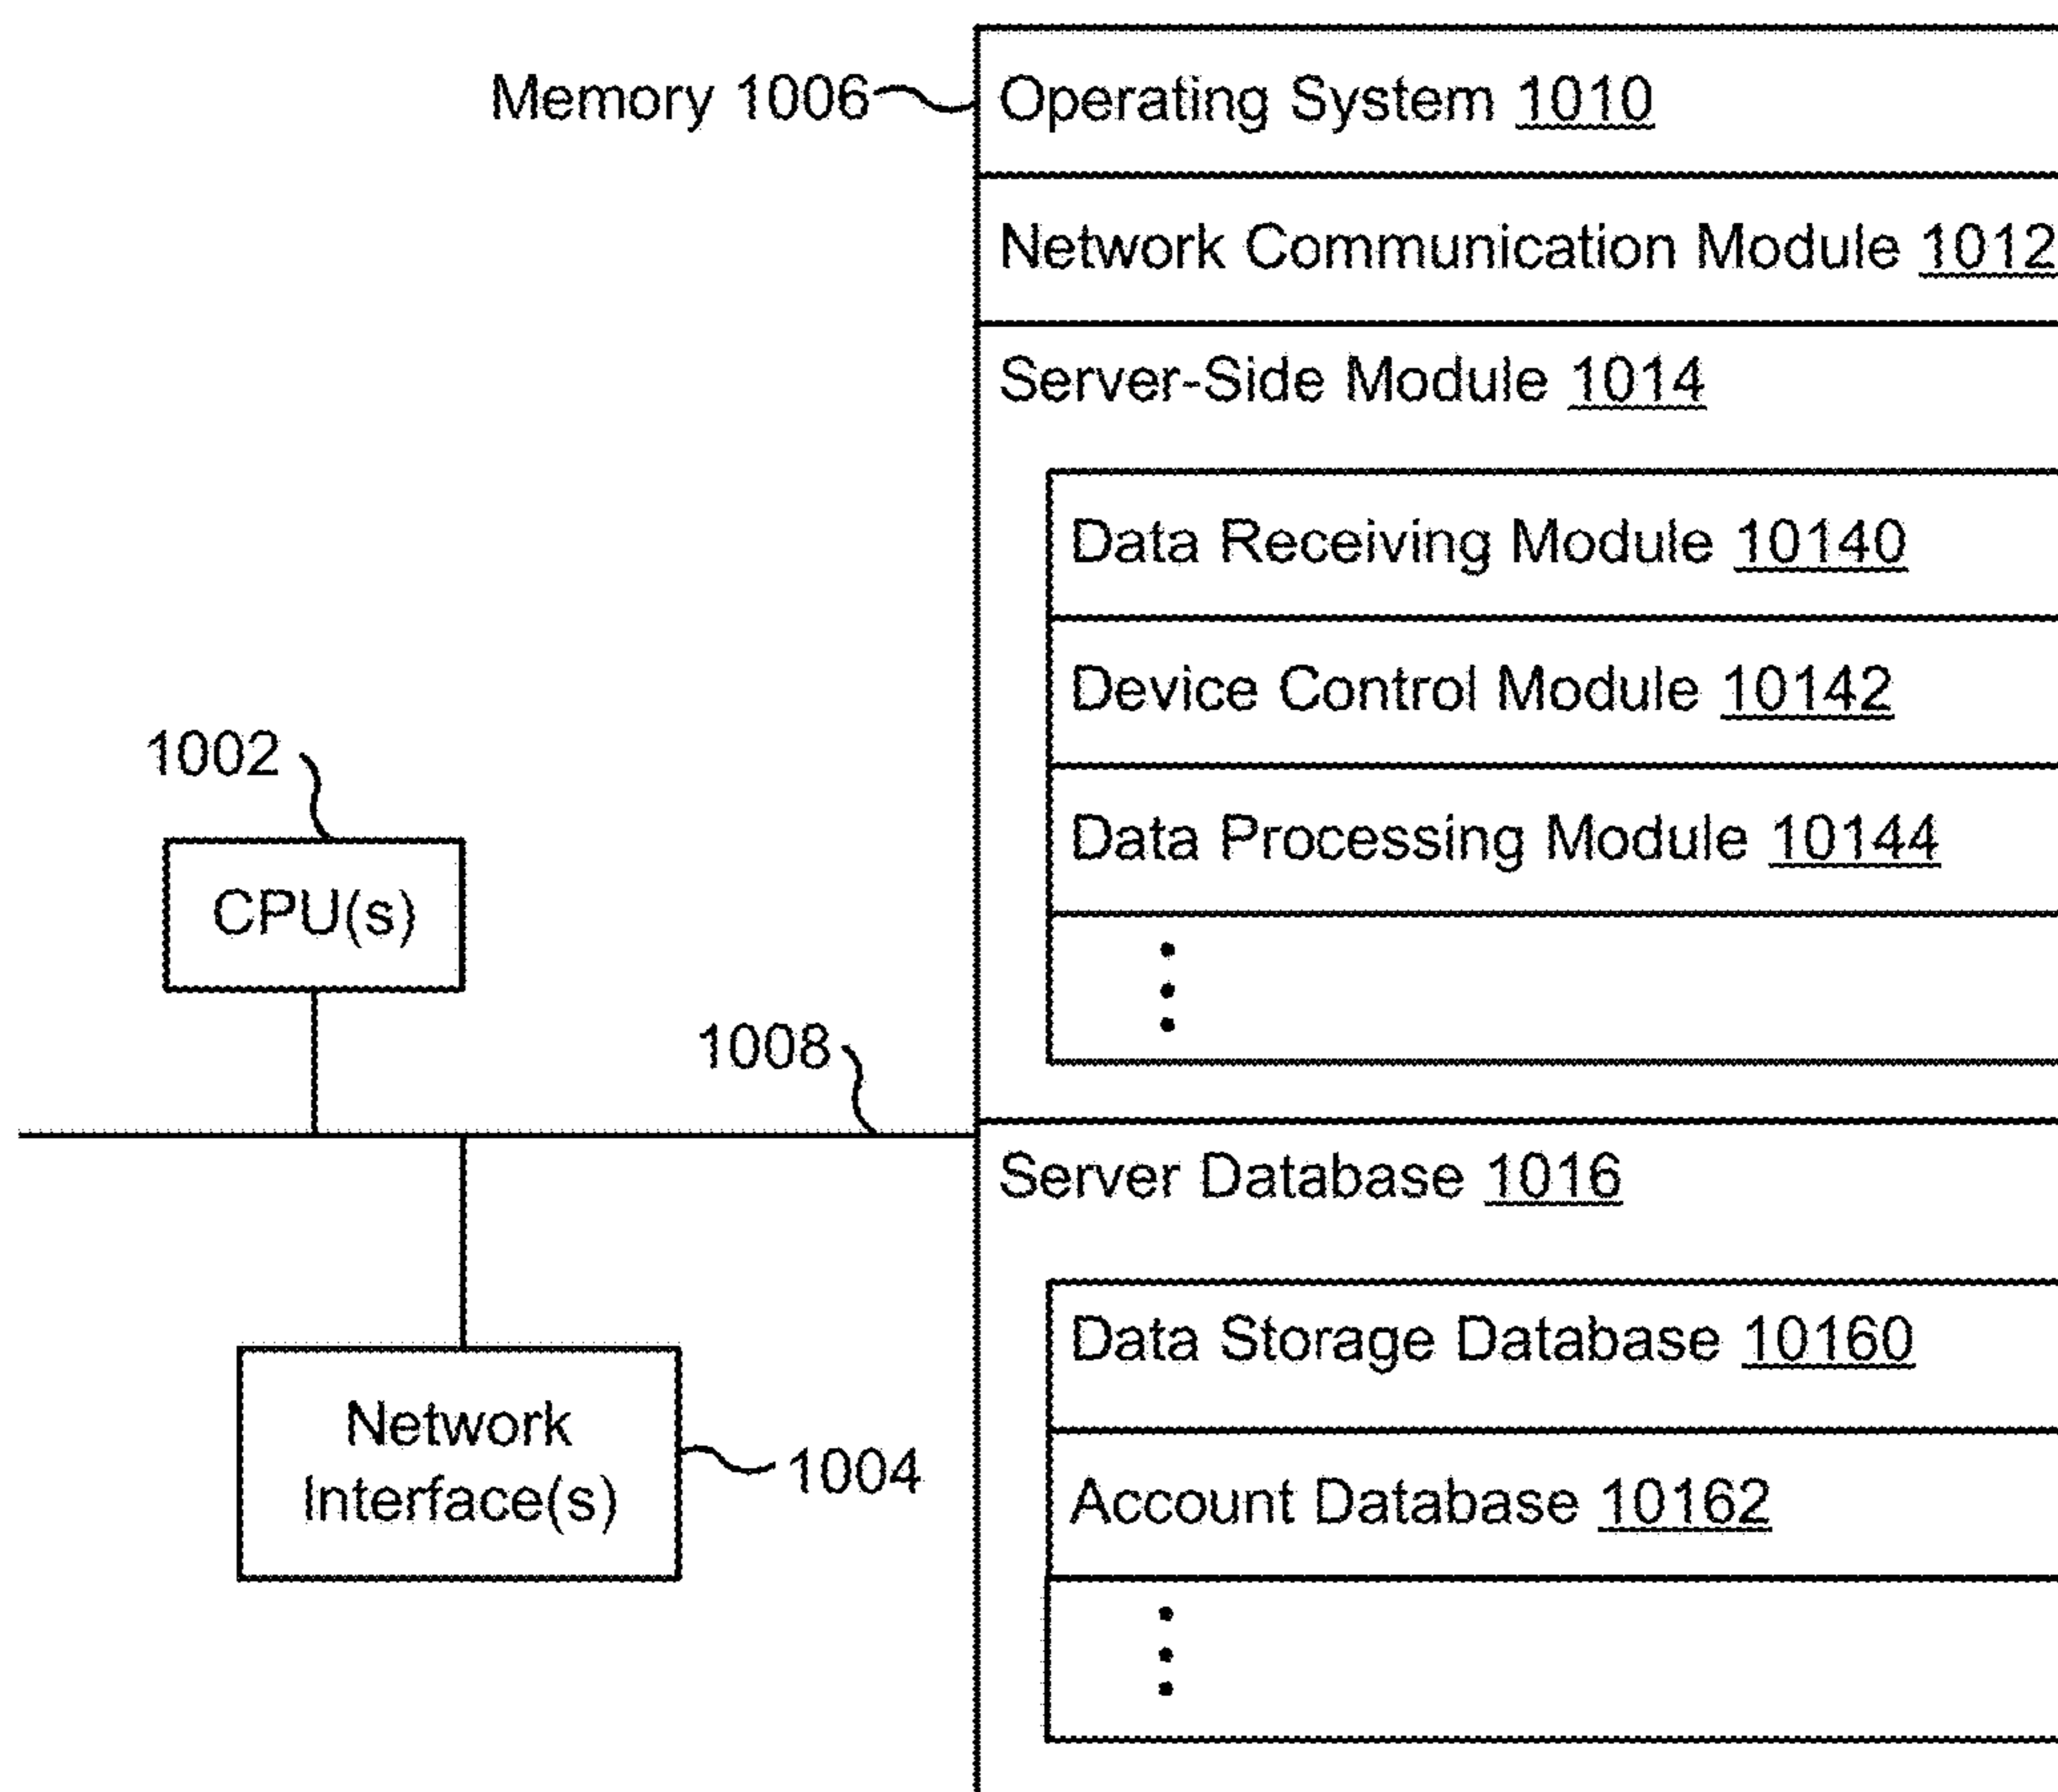 Memory 1006
Operating System 1010
Network Communication Module 1012
Server-Side Module 1014
Data Receiving Module 10140
Device Control Module 10142
Data Processing Module 10144
1002
CPU(s)
1008
Server Database 1016
Data Storage Database 10160
Account Database 10162
Network
Interface(s)
1004